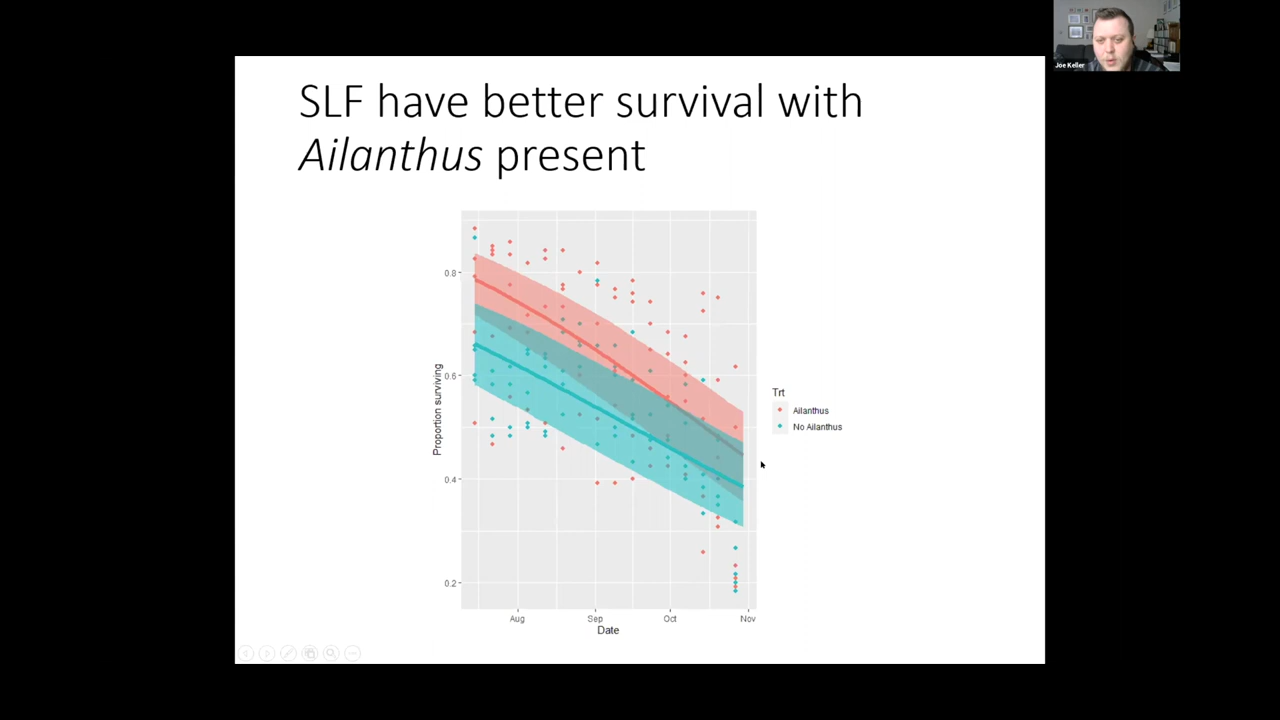 Joe Keller
SLF have better survival with
Ailanthus present
Proportion surviving
0.8
0.6
0.4
0.2
Aug
Sep
Oct
Nov
Date
Trt
Ailanthus
No Ailanthus